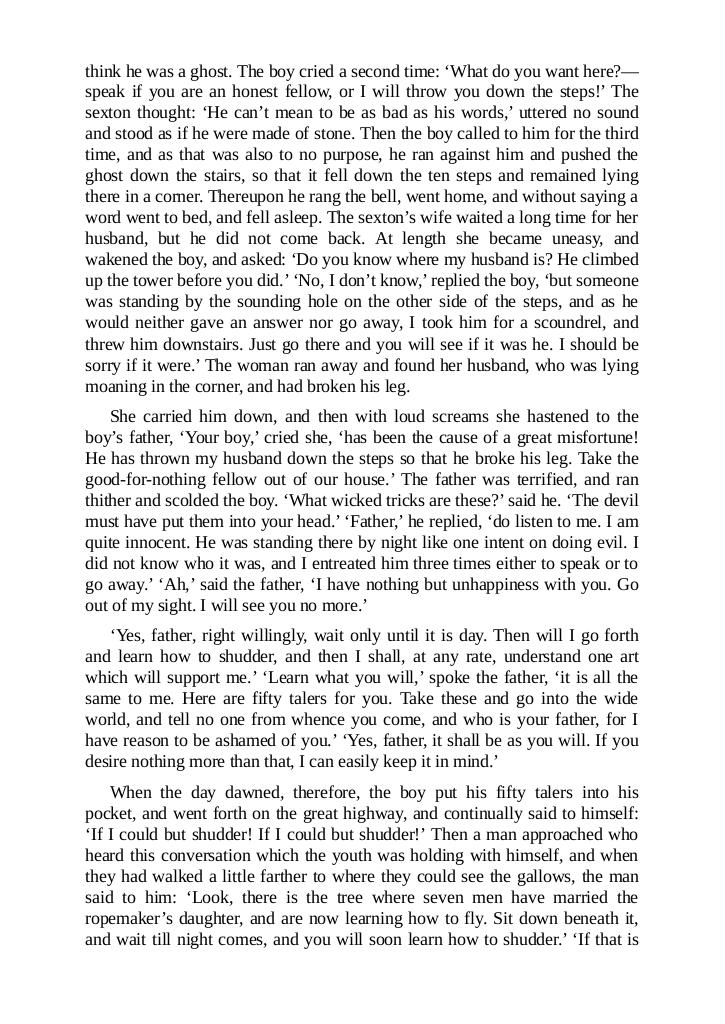 think he was a ghost. The boy cried a second time: ‘What do you want here?—
speak if you are an honest fellow, or I will throw you down the steps!’ The
sexton thought: ‘He can’t mean to be as bad as his words,’ uttered no sound
and stood as if he were made of stone. Then the boy called to him for the third
time, and as that was also to no purpose, he ran against him and pushed the
ghost down the stairs, so that it fell down the ten steps and remained lying
there in a corner. Thereupon he rang the bell, went home, and without saying a
word went to bed, and fell asleep. The sexton’s wife waited a long time for her
husband, but he did not come back. At length she became uneasy, and
wakened the boy, and asked: ‘Do you know where my husband is? He climbed
up the tower before you did.’ ‘No, I don’t know,’ replied the boy, ‘but someone
was standing by the sounding hole on the other side of the steps, and as he
would neither gave an answer nor go away, I took him for a scoundrel, and
threw him downstairs. Just go there and you will see if it was he. I should be
sorry if it were.’ The woman ran away and found her husband, who was lying
moaning in the corner, and had broken his leg.
She carried him down, and then with loud screams she hastened to the
boy’s father, ‘Your boy,’ cried she, ‘has been the cause of a great misfortune!
He has thrown my husband down the steps so that he broke his leg. Take the
good-for-nothing fellow out of our house.’ The father was terrified, and ran
thither and scolded the boy. ‘What wicked tricks are these?’ said he. ‘The devil
must have put them into your head.’ ‘Father,’ he replied, ‘do listen to me. I am
quite innocent. He was standing there by night like one intent on doing evil. I
did not know who it was, and I entreated him three times either to speak or to
go away.’ ‘Ah,’ said the father, ‘I have nothing but unhappiness with you. Go
out of my sight. I will see you no more.’
‘Yes, father, right willingly, wait only until it is day. Then will I go forth
and learn how to shudder, and then I shall, at any rate, understand one art
which will support me.’ ‘Learn what you will,’ spoke the father, ‘it is all the
same to me. Here are fifty talers for you. Take these and go into the wide
world, and tell no one from whence you come, and who is your father, for I
have reason to be ashamed of you.’ ‘Yes, father, it shall be as you will. If you
desire nothing more than that, I can easily keep it in mind.’
When the day dawned, therefore, the boy put his fifty talers into his
pocket, and went forth on the great highway, and continually said to himself:
‘If I could but shudder! If I could but shudder!’ Then a man approached who
heard this conversation which the youth was holding with himself, and when
they had walked a little farther to where they could see the gallows, the man
said to him: ‘Look, there is the tree where seven men have married the
ropemaker’s daughter, and are now learning how to fly. Sit down beneath it,
and wait till night comes, and you will soon learn how to shudder.’ ‘If that is